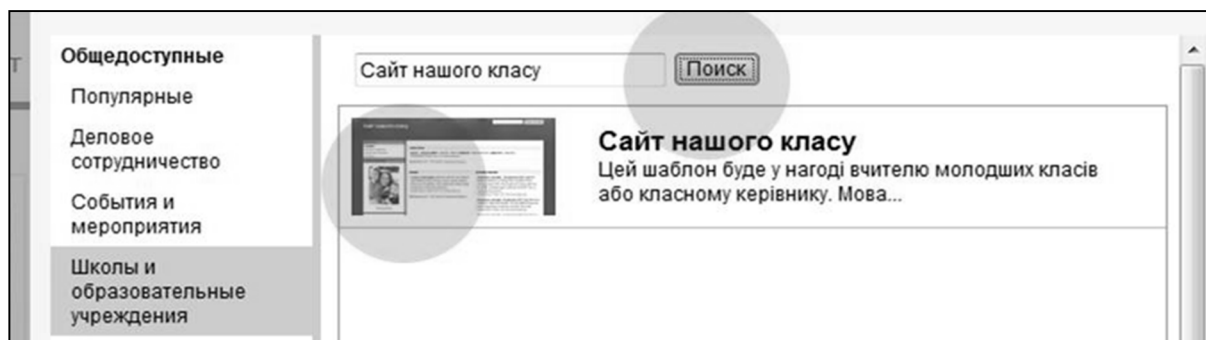 Общедоступные
Популярные
Деловое
сотрудничество
События и
мероприятия
Школы и
образовательные
учреждения
Сайт нашого класу
Поиск
Сайт нашого класу
Цей шаблон буде у нагоді вчителю молодших класів
або класному керівнику. Мова...